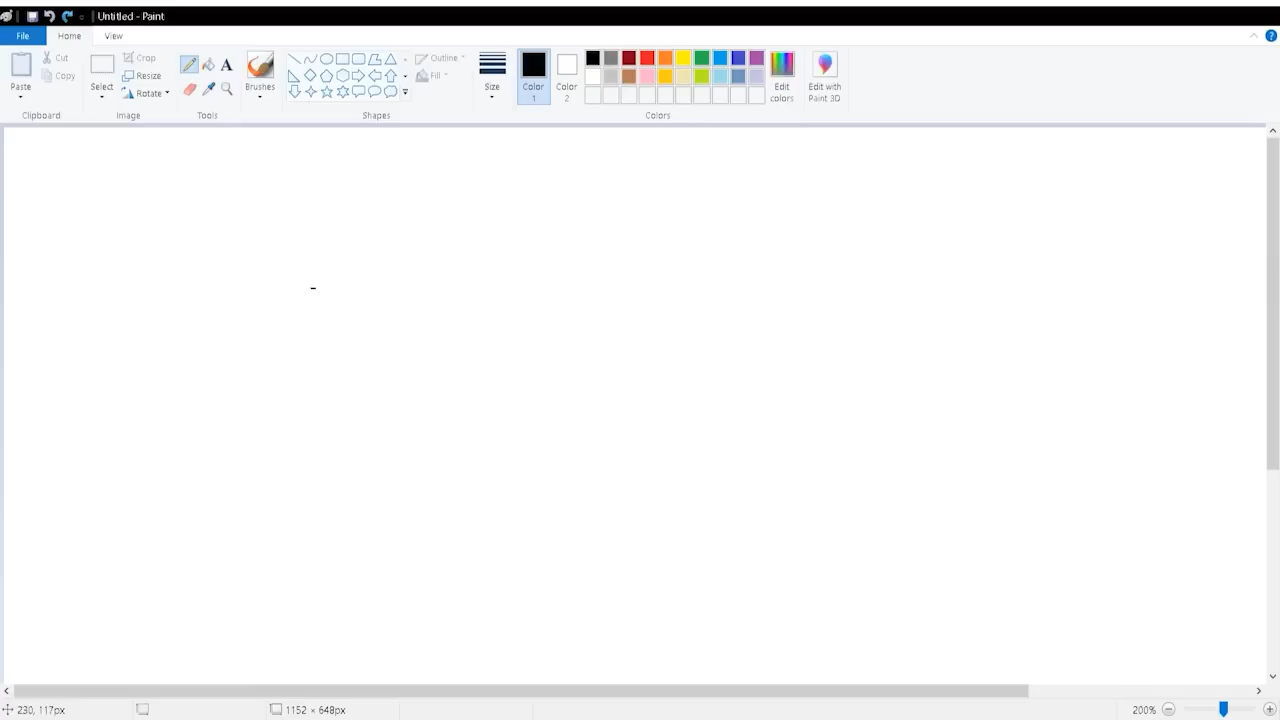 Untitled - Paint
File Home View
Paste
Cut
Copy
Clipboard
Select
Crop
Resize
Rotate
Image
A
Tools
Brushes
Shapes
Outline
Fill
Size
Color 1
Color 2
Colors
Edit colors
Edit with Paint 3D
?
-
230, 117px
1152 × 648px
200%